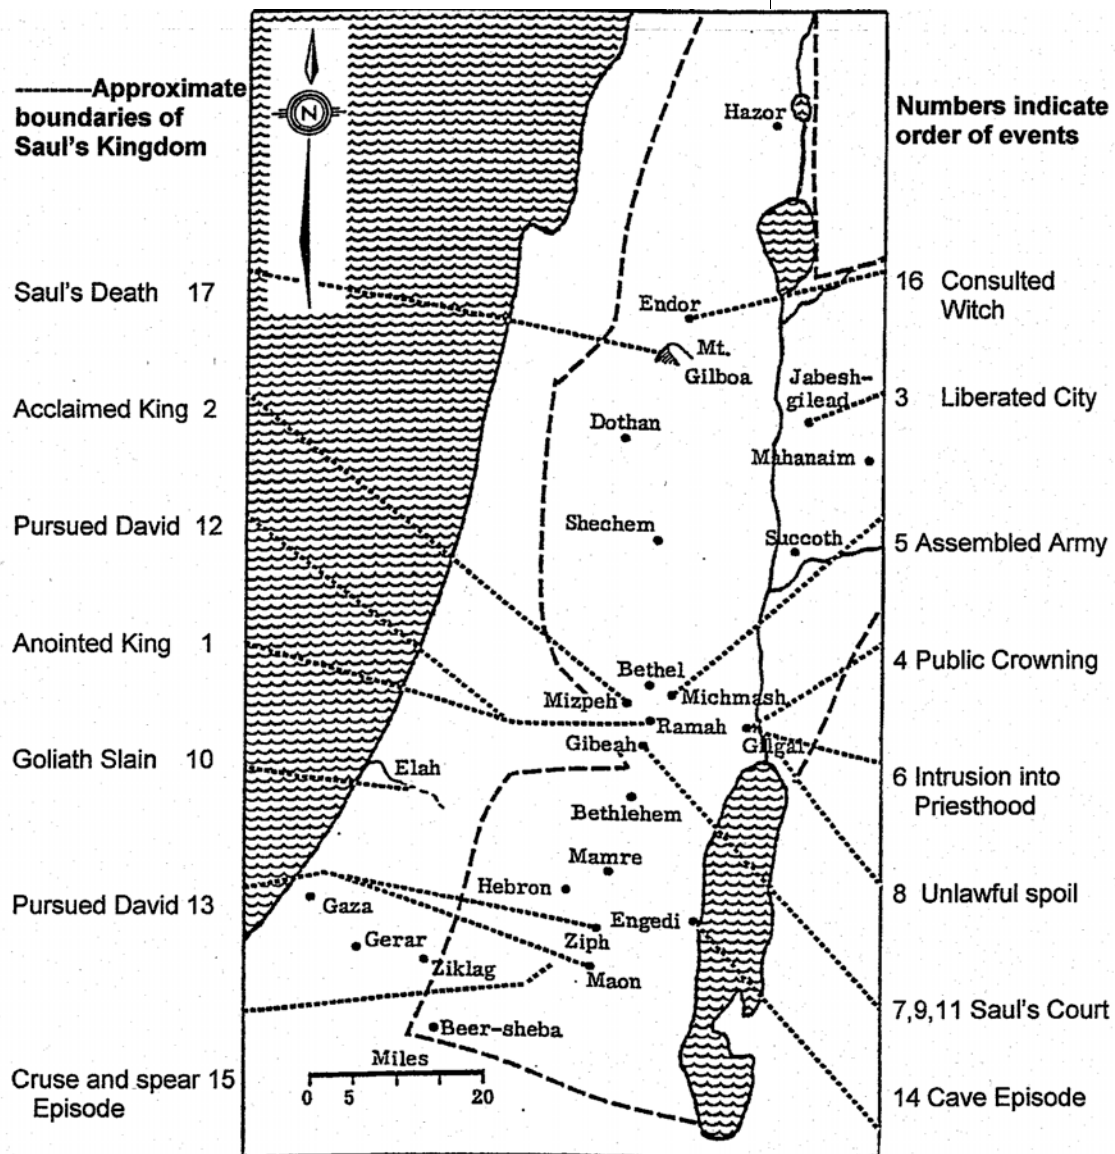 ---------Approximate
boundaries of
Saul's Kingdom
Saul's Death 17
Acclaimed King 2
Pursued David 12
Anointed King 1
Goliath Slain 10
Pursued David 13
Cruse and spear 15
Episode
N
Hazor
Endor
Mt.
Gilboa
Jabesh-
gilead
Dothan
Mahanaim
Shechem
Succoth
Bethel
Mizpeh
Michmash
Ramah
Gibeah
Gilgal
Elah
Bethlehem
Mamre
Hebron
Gaza
Engedi
Ziph
Gerar
Ziklag
Maon
Beer-sheba
Miles
0 5 20
Numbers indicate
order of events
16 Consulted
Witch
3 Liberated City
5 Assembled Army
4 Public Crowning
6 Intrusion into
Priesthood
8 Unlawful spoil
7,9,11 Saul's Court
14 Cave Episode